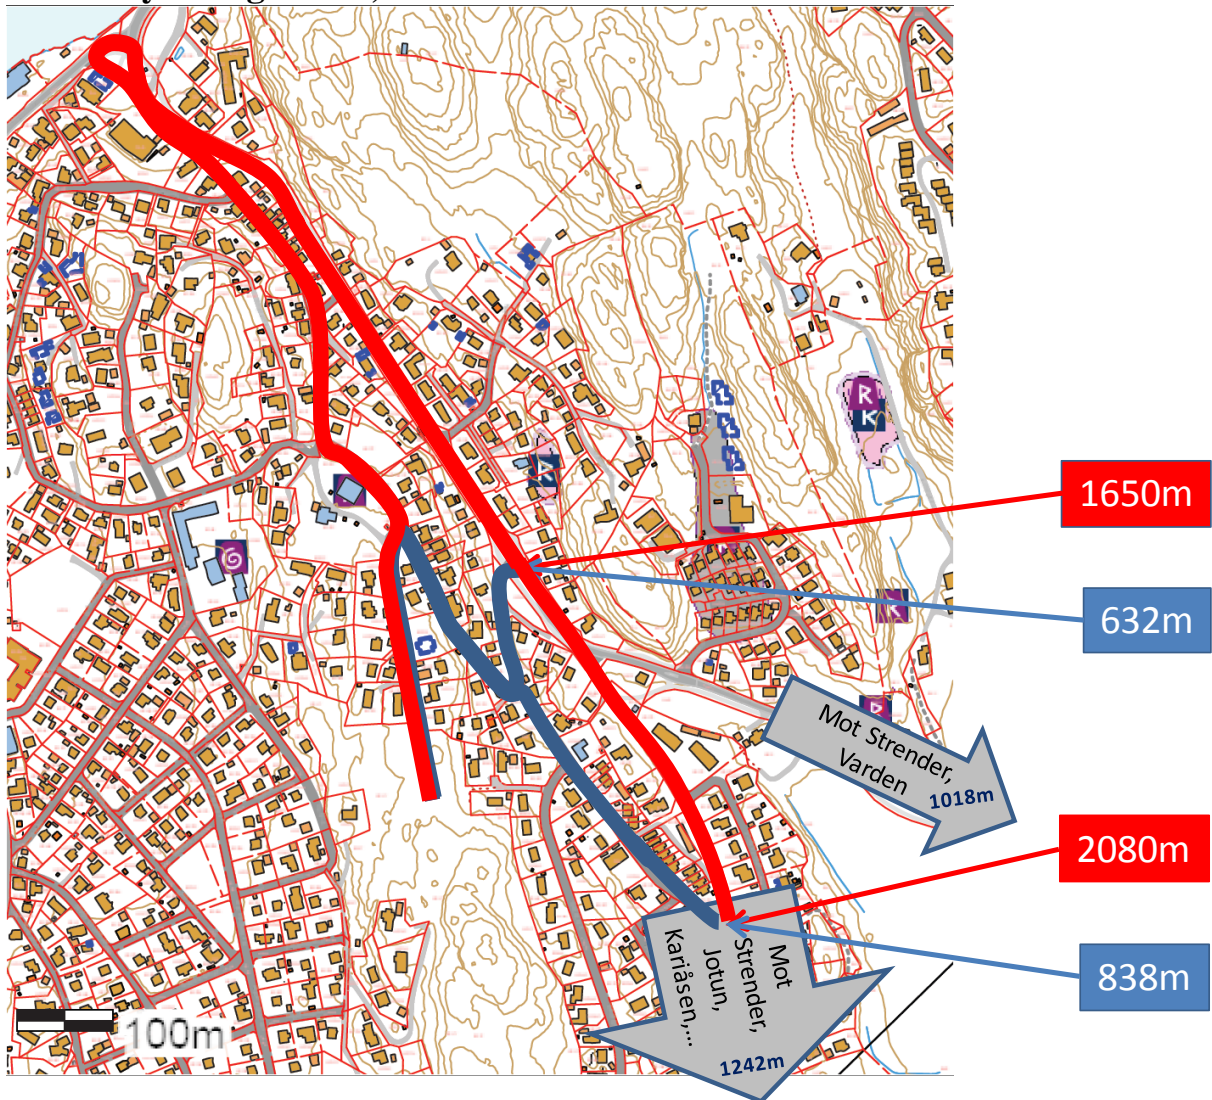 1650m
632m
Mot Strender,
Varden
1018m
2080m
838m
Mot
Strender,
Jotun,
Kariåsen,...
1242m
100m
R
K
R
K
R